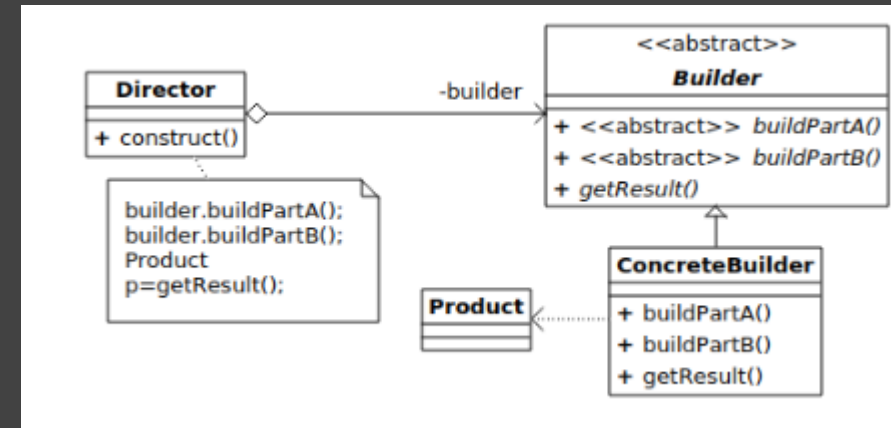 Director
+ construct()
builder.buildPartA();
builder.buildPartB();
Product
p=getResult();
-builder
<<abstract>>
Builder
+ <<abstract>> buildPartA()
+ <<abstract>> buildPartB()
+ getResult()
Product
ConcreteBuilder
+ buildPartA()
+ buildPartB()
+ getResult()